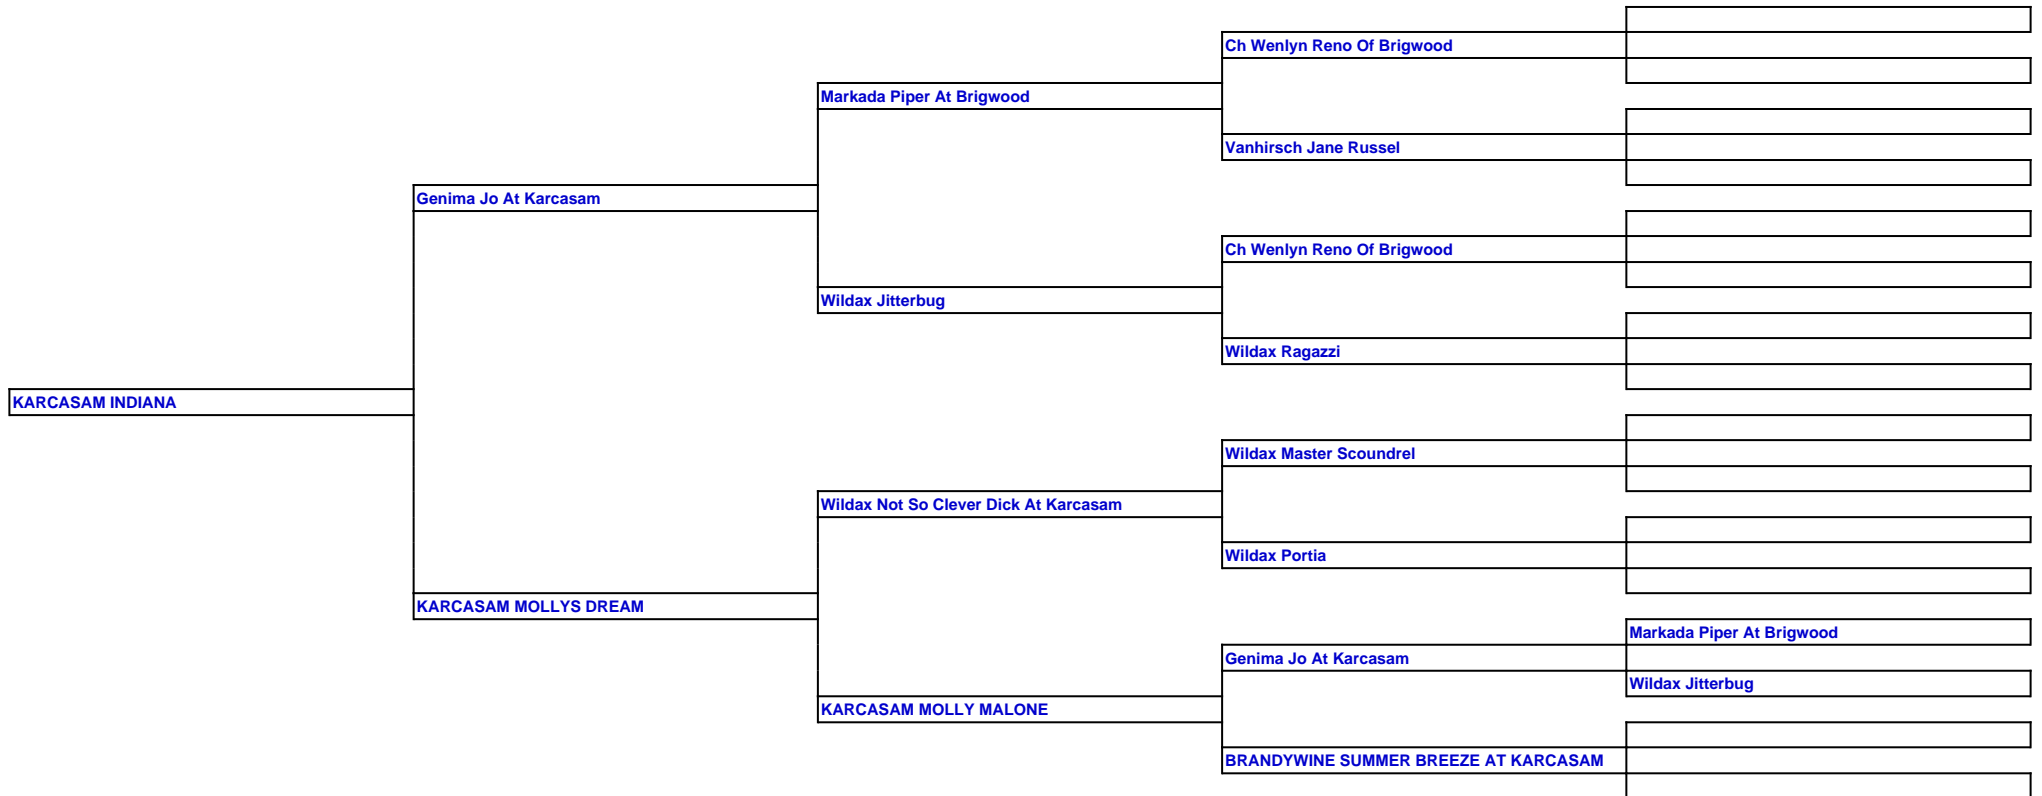 Ch Wenlyn Reno Of Brigwood
Markada Piper At Brigwood
Vanhirsch Jane Russel
Genima Jo At Karcasam
Ch Wenlyn Reno Of Brigwood
Wildax Jitterbug
Wildax Ragazzi
KARCASAM INDIANA
Wildax Master Scoundrel
Wildax Not So Clever Dick At Karcasam
Wildax Portia
KARCASAM MOLLYS DREAM
Markada Piper At Brigwood
Genima Jo At Karcasam
Wildax Jitterbug
KARCASAM MOLLY MALONE
BRANDYWINE SUMMER BREEZE AT KARCASAM